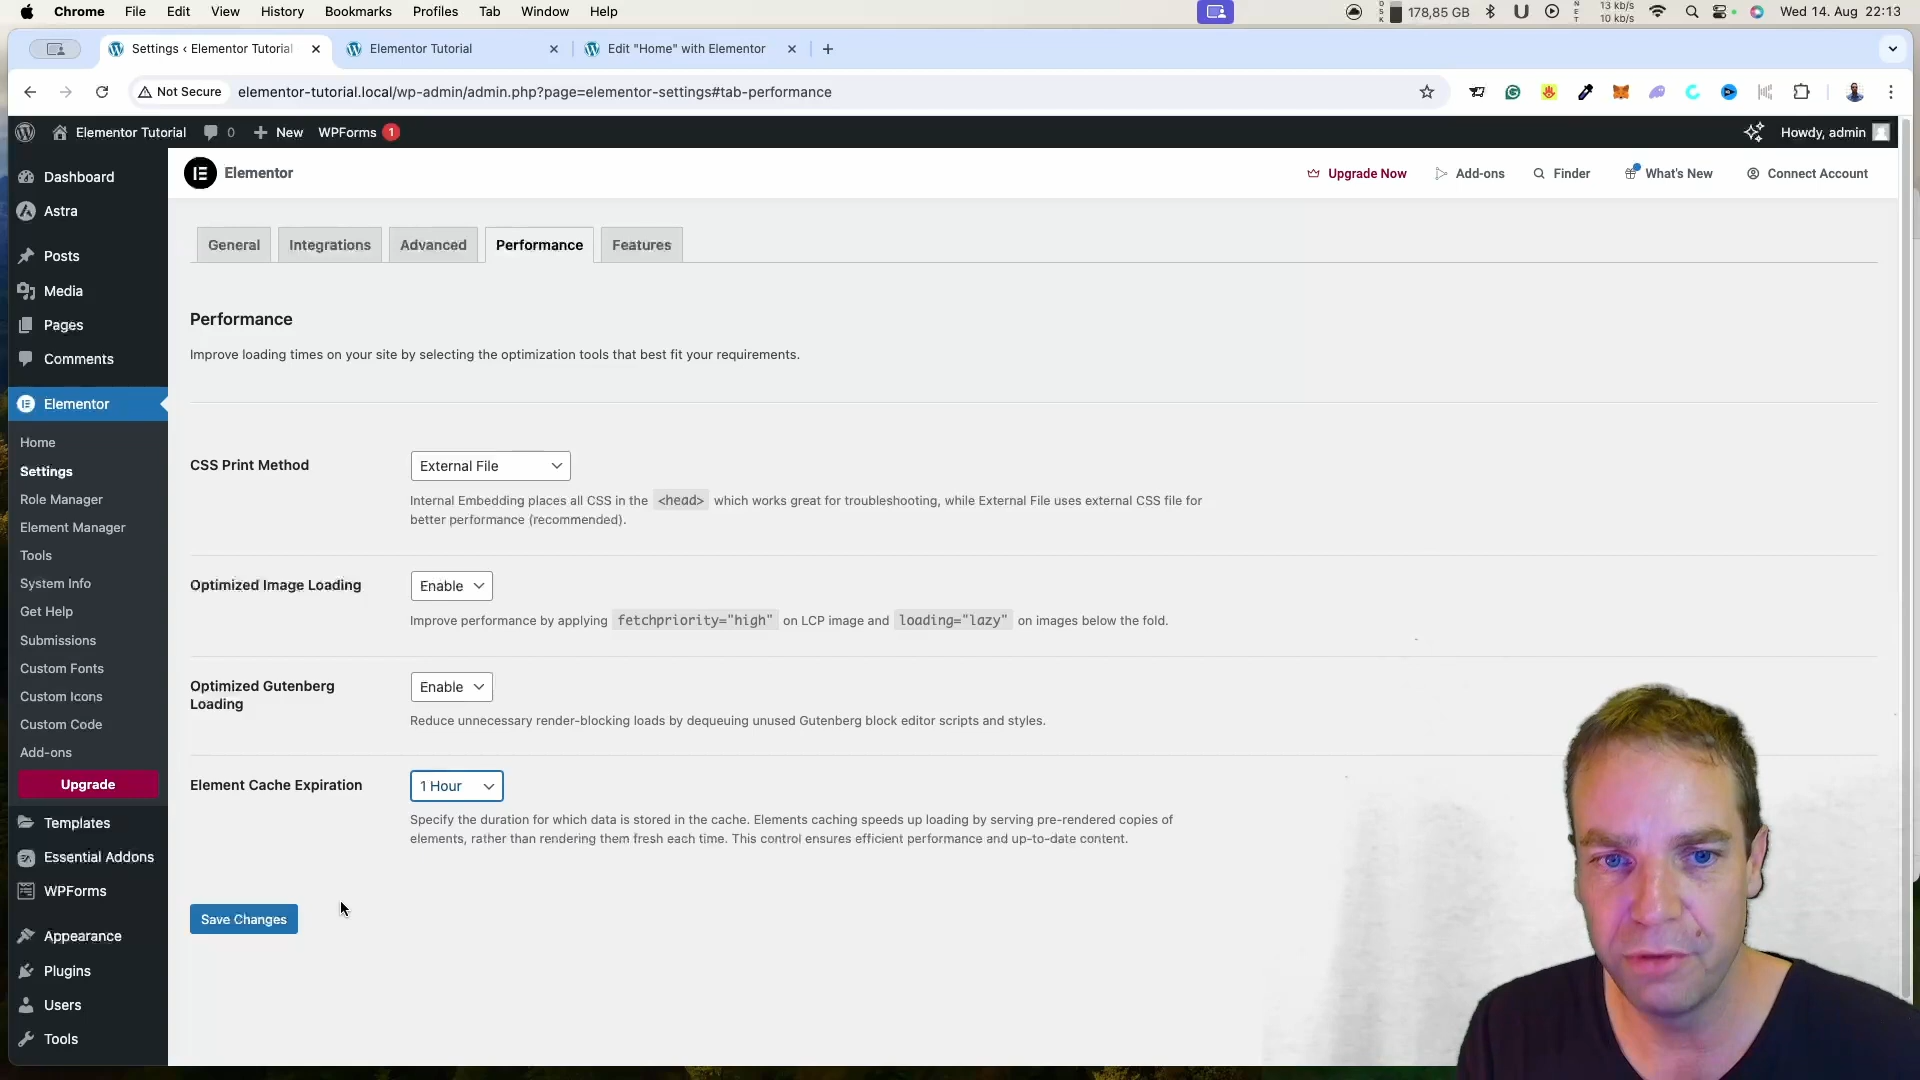 Chrome File Edit View History Bookmarks Profiles Tab Window Help 178,85 GB 13 kb/s 10 kb/s Wed 14. Aug 22:13
Settings ‹ Elementor Tutorial Elementor Tutorial Edit "Home" with Elementor
Not Secure elementor-tutorial.local/wp-admin/admin.php?page=elementor-settings#tab-performance
Elementor Tutorial 0 New WPForms 1 Howdy, admin
Elementor Upgrade Now Add-ons Finder What's New Connect Account
Dashboard
Astra
Posts
Media
Pages
Comments
Elementor
Home
Settings
Role Manager
Element Manager
Tools
System Info
Get Help
Submissions
Custom Fonts
Custom Icons
Custom Code
Add-ons
Upgrade
Templates
Essential Addons
WPForms
Appearance
Plugins
Users
Tools
General Integrations Advanced Performance Features
Performance
Improve loading times on your site by selecting the optimization tools that best fit your requirements.
CSS Print Method External File
Internal Embedding places all CSS in the <head> which works great for troubleshooting, while External File uses external CSS file for
better performance (recommended).
Optimized Image Loading Enable
Improve performance by applying fetchpriority="high" on LCP image and loading="lazy" on images below the fold.
Optimized Gutenberg
Loading
Enable
Reduce unnecessary render-blocking loads by dequeuing unused Gutenberg block editor scripts and styles.
Element Cache Expiration 1 Hour
Specify the duration for which data is stored in the cache. Elements caching speeds up loading by serving pre-rendered copies of
elements, rather than rendering them fresh each time. This control ensures efficient performance and up-to-date content.
Save Changes